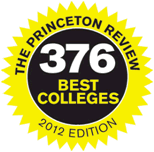 THE PRINCETON REVIEW
376
BEST
COLLEGES
2012 EDITION